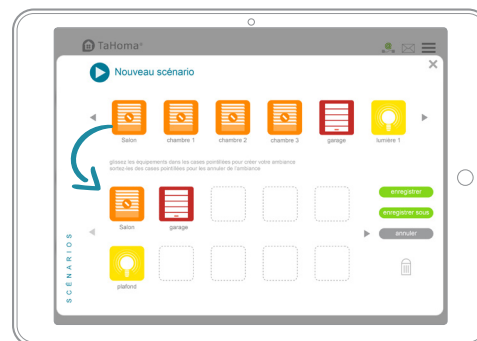 TaHoma®
Nouveau scénario
Salon chambre 1 chambre 2 chambre 3 garage lumière 1
glissez les équipements dans les cases pointillées pour créer votre ambiance
sortez-les des cases pointillées pour les annuler de l'ambiance
Salon garage
enregistrer
enregistrer sous
annuler
plafond
SCÉNARIOS